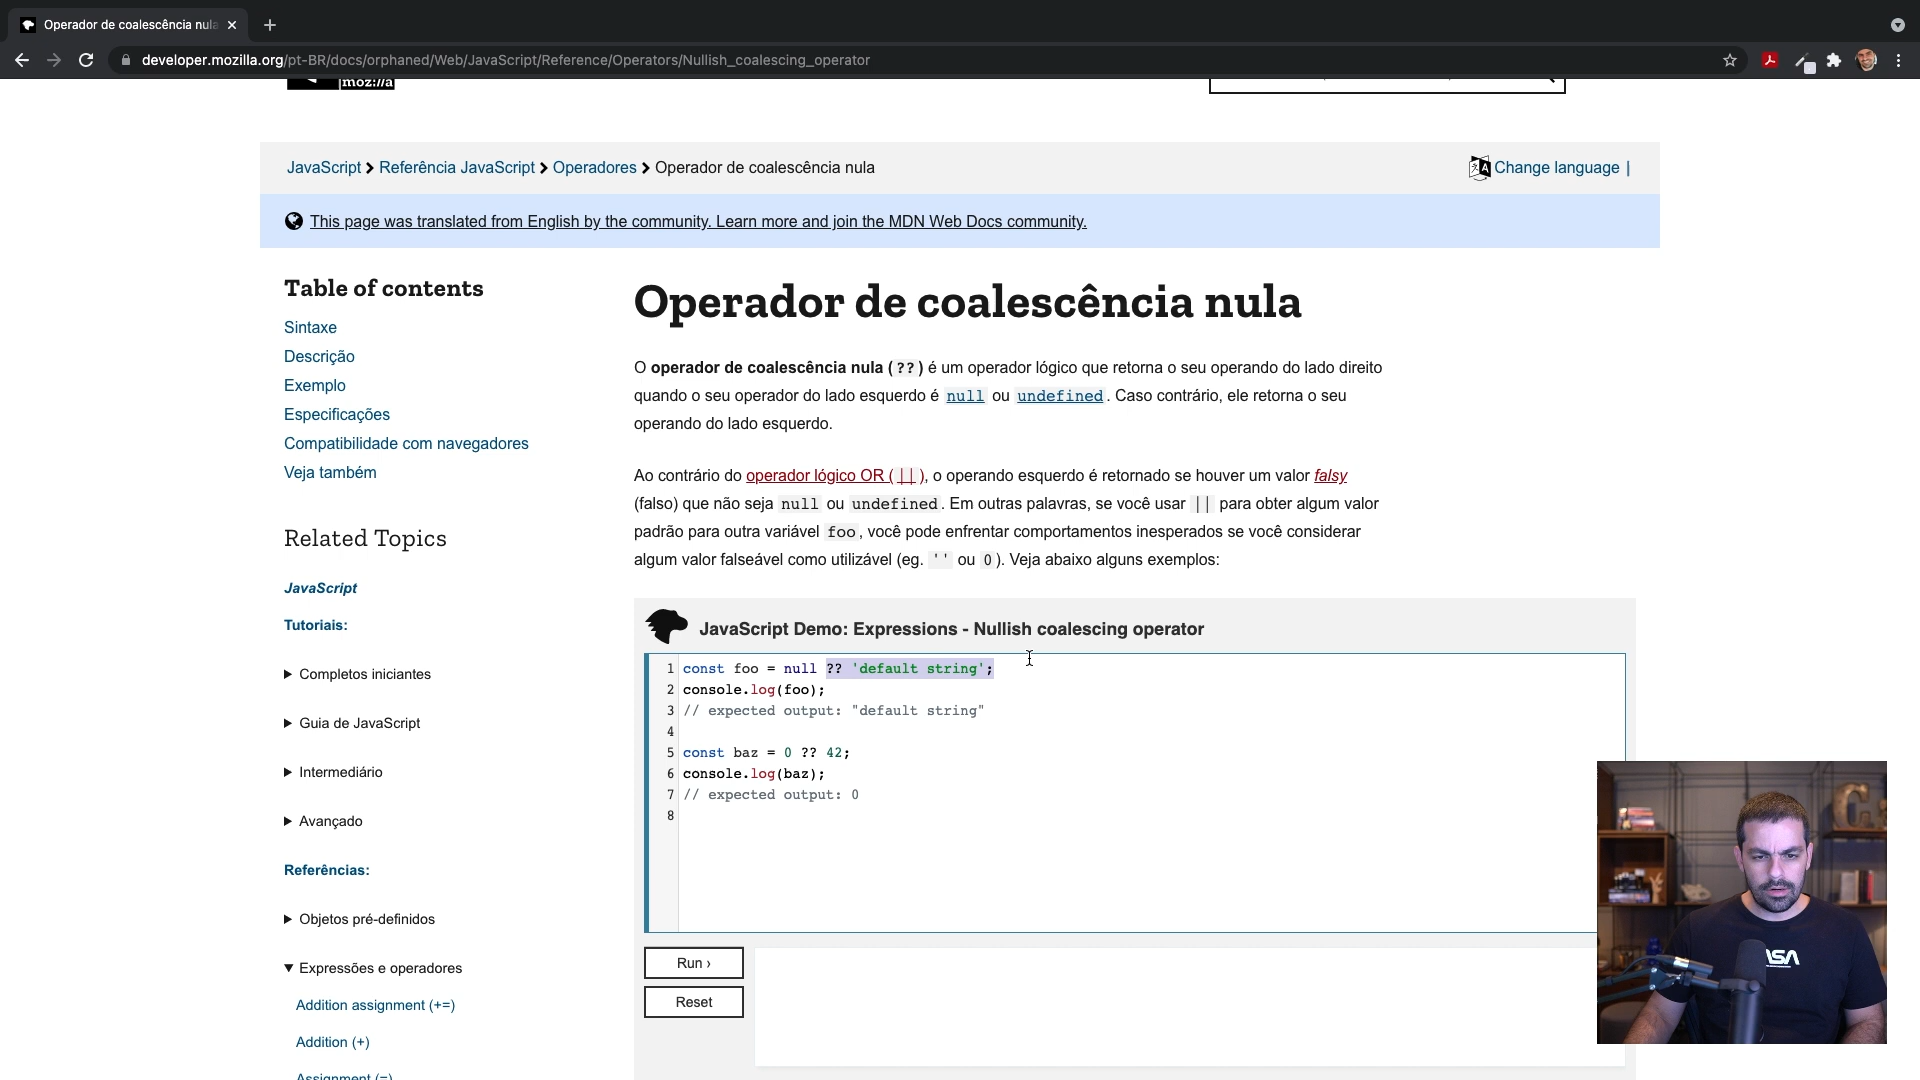 Operador de coalescência nula
developer.mozilla.org/pt-BR/docs/orphaned/Web/JavaScript/Reference/Operators/Nullish_coalescing_operator
moz://a
JavaScript Referência JavaScript Operadores Operador de coalescência nula
Change language |
This page was translated from English by the community. Learn more and join the MDN Web Docs community.
Table of contents
Sintaxe
Descrição
Exemplo
Especificações
Compatibilidade com navegadores
Veja também
Related Topics
JavaScript
Tutoriais:
Completos iniciantes
Guia de JavaScript
Intermediário
Avançado
Referências:
Objetos pré-definidos
Expressões e operadores
Addition assignment (+=)
Addition (+)
Assignment (=)
Operador de coalescência nula
O operador de coalescência nula (??) é um operador lógico que retorna o seu operando do lado direito
quando o seu operador do lado esquerdo é null ou undefined. Caso contrário, ele retorna o seu
operando do lado esquerdo.
Ao contrário do operador lógico OR (||), o operando esquerdo é retornado se houver um valor falsy
(falso) que não seja null ou undefined. Em outras palavras, se você usar || para obter algum valor
padrão para outra variável foo, você pode enfrentar comportamentos inesperados se você considerar
algum valor falseável como utilizável (eg. '' ou 0). Veja abaixo alguns exemplos:
JavaScript Demo: Expressions - Nullish coalescing operator
1 const foo = null ?? 'default string';
2 console.log(foo);
3 // expected output: "default string"
4
5 const baz = 0 ?? 42;
6 console.log(baz);
7 // expected output: 0
8
Run ›
Reset